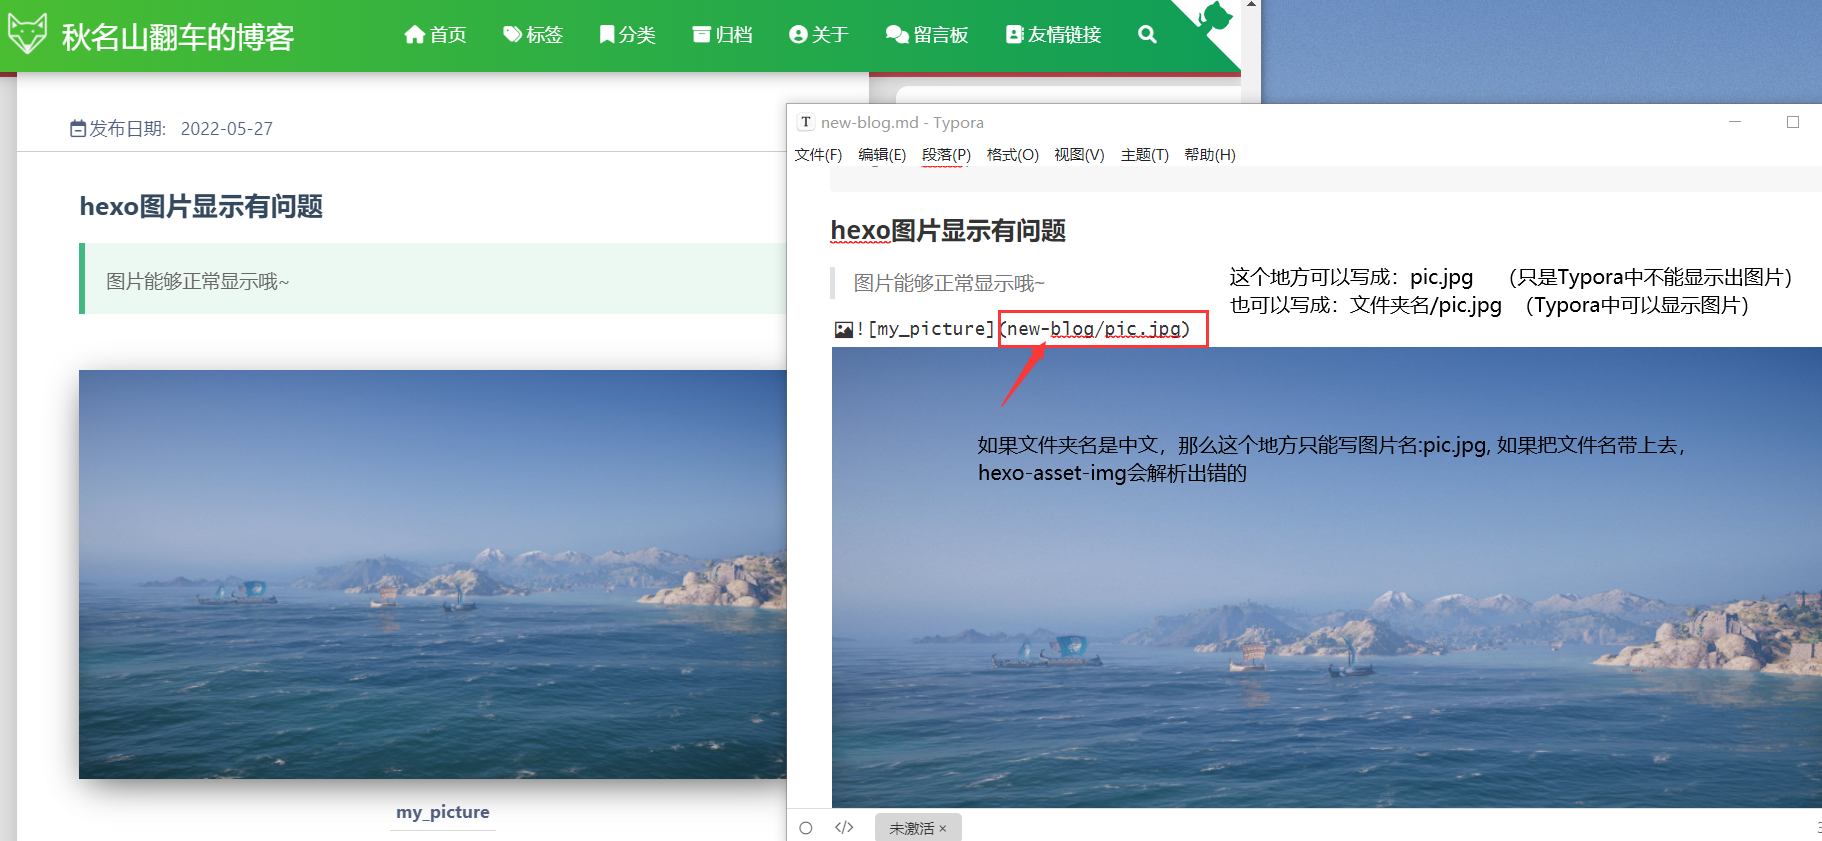 秋名山翻车的博客
首页 标签 分类 归档 关于 留言板 友情链接
发布日期: 2022-05-27
hexo图片显示有问题
图片能够正常显示哦~
my_picture
T new-blog.md - Typora
文件(F) 编辑(E) 段落(P) 格式(O) 视图(V) 主题(T) 帮助(H)
hexo图片显示有问题
图片能够正常显示哦~
这个地方可以写成：pic.jpg （只是Typora中不能显示出图片）
也可以写成：文件夹名/pic.jpg （Typora中可以显示图片）
![my_picture](new-blog/pic.jpg)
如果文件夹名是中文，那么这个地方只能写图片名:pic.jpg, 如果把文件名带上去，
hexo-asset-img会解析出错的
</> 未激活 ×